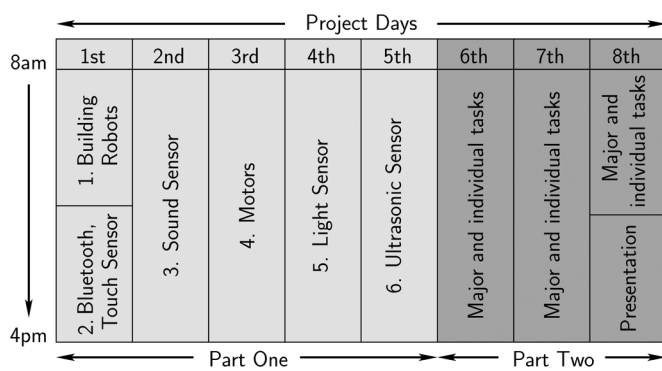 Project Days
8am
1st
2nd
3rd
4th
5th
6th
7th
8th
1. Building
Robots
2. Bluetooth,
Touch Sensor
3. Sound Sensor
4. Motors
5. Light Sensor
6. Ultrasonic Sensor
Major and individual tasks
Major and individual tasks
Major and
individual tasks
Presentation
4pm
Part One
Part Two